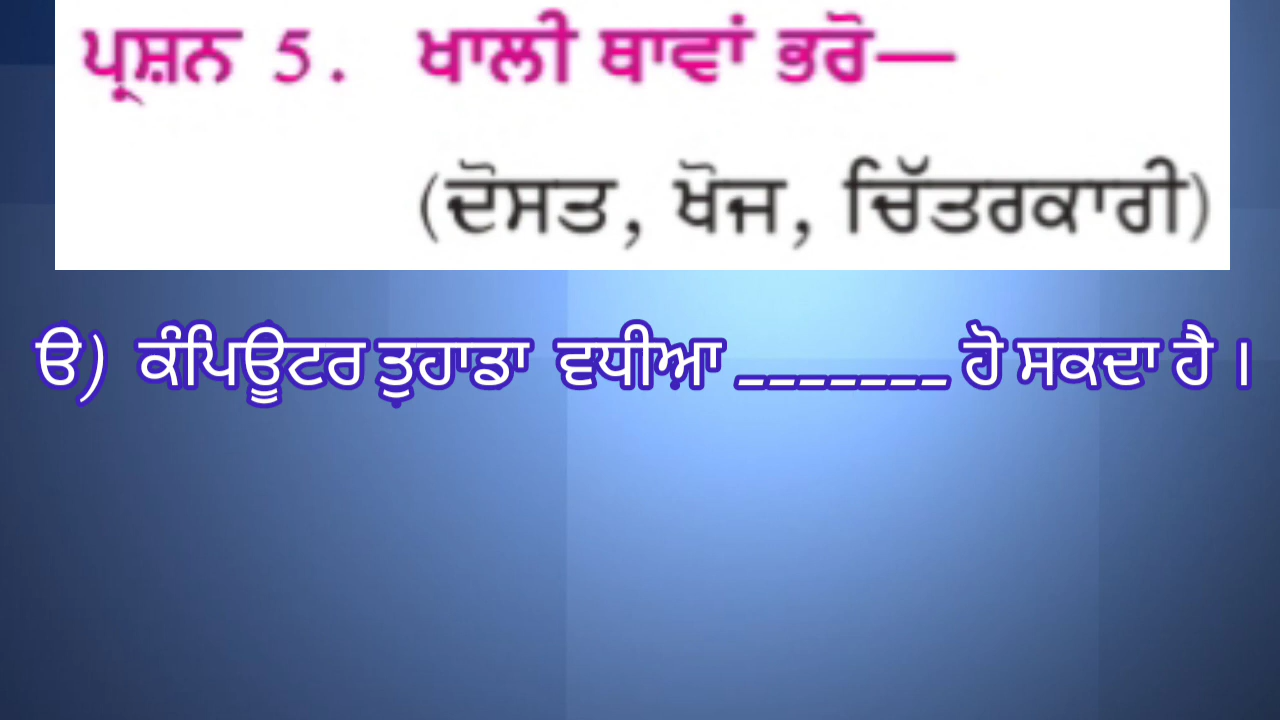 ਪ੍ਰਸ਼ਨ 5. ਖਾਲੀ ਥਾਵਾਂ ਭਰੋ—
(ਦੋਸਤ, ਖੋਜ, ਚਿੱਤਰਕਾਰੀ)
ੳ) ਕੰਪਿਊਟਰ ਤੁਹਾਡਾ ਵਧੀਆ _______ ਹੋ ਸਕਦਾ ਹੈ ।